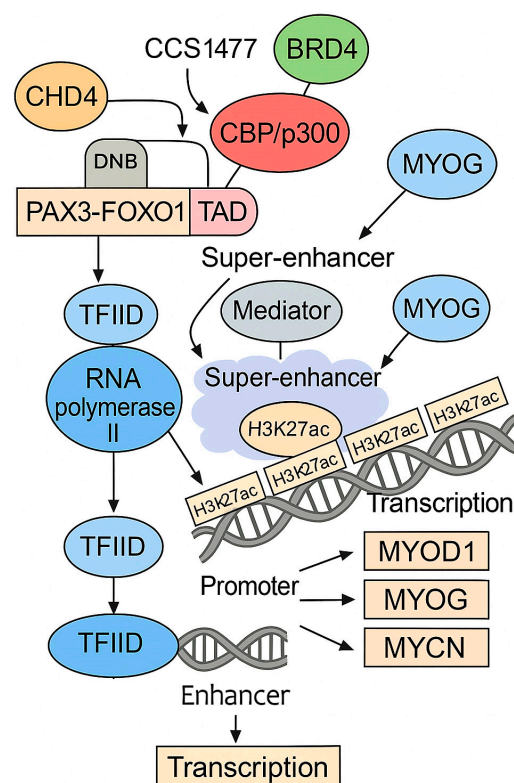 CCS1477
BRD4
CHD4
CBP/p300
DNB
MYOG
PAX3-FOXO1
TAD
Super-enhancer
TFIID
Mediator
MYOG
RNA
polymerase
II
Super-enhancer
H3K27ac
H3K27ac
H3K27ac
H3K27ac
H3K27ac
Transcription
TFIID
Promoter
MYOD1
MYOG
MYCN
TFIID
Enhancer
Transcription